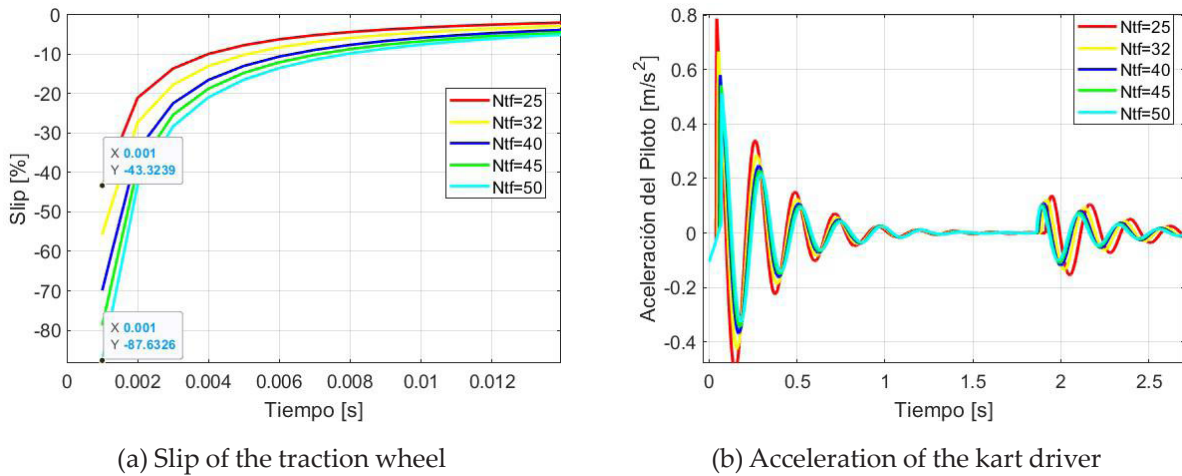 0
-10
-20
-30
-40
-50
-60
-70
-80
Slip [%]
Ntf=25
Ntf=32
Ntf=40
Ntf=45
Ntf=50
X 0.001
Y -43.3239
X 0.001
Y -87.6326
0 0.002 0.004 0.006 0.008 0.01 0.012
Tiempo [s]
(a) Slip of the traction wheel
0.8
0.6
0.4
0.2
0
-0.2
-0.4
Aceleración del Piloto [m/s²]
Ntf=25
Ntf=32
Ntf=40
Ntf=45
Ntf=50
0 0.5 1 1.5 2 2.5
Tiempo [s]
(b) Acceleration of the kart driver